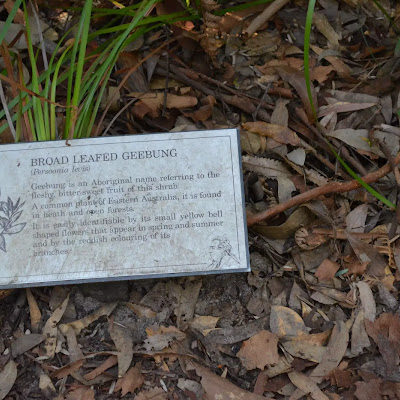 BROAD LEAFED GEEBUNG
(Persoonia levis)
Geebung is an Aboriginal name referring to the
fleshy, bittersweet fruit of this shrub
A common plant of Eastern Australia, it is found
in heath and open forests
It is easily identifiable by its small yellow bell
shaped flowers that appear in spring and summer
and by the reddish colouring of its
branches